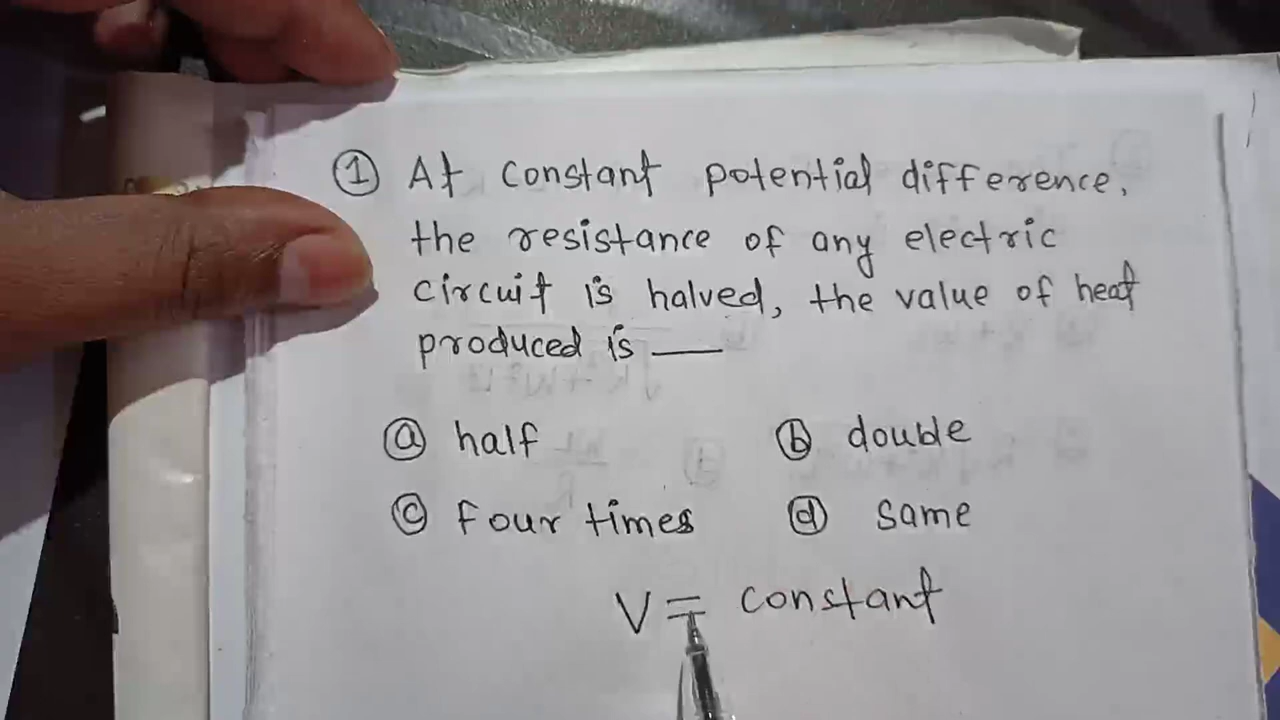 ① At constant potential difference,
the resistance of any electric
circuit is halved, the value of heat
produced is ___
ⓐ half ⓑ double
ⓒ four times ⓓ same
V = constant